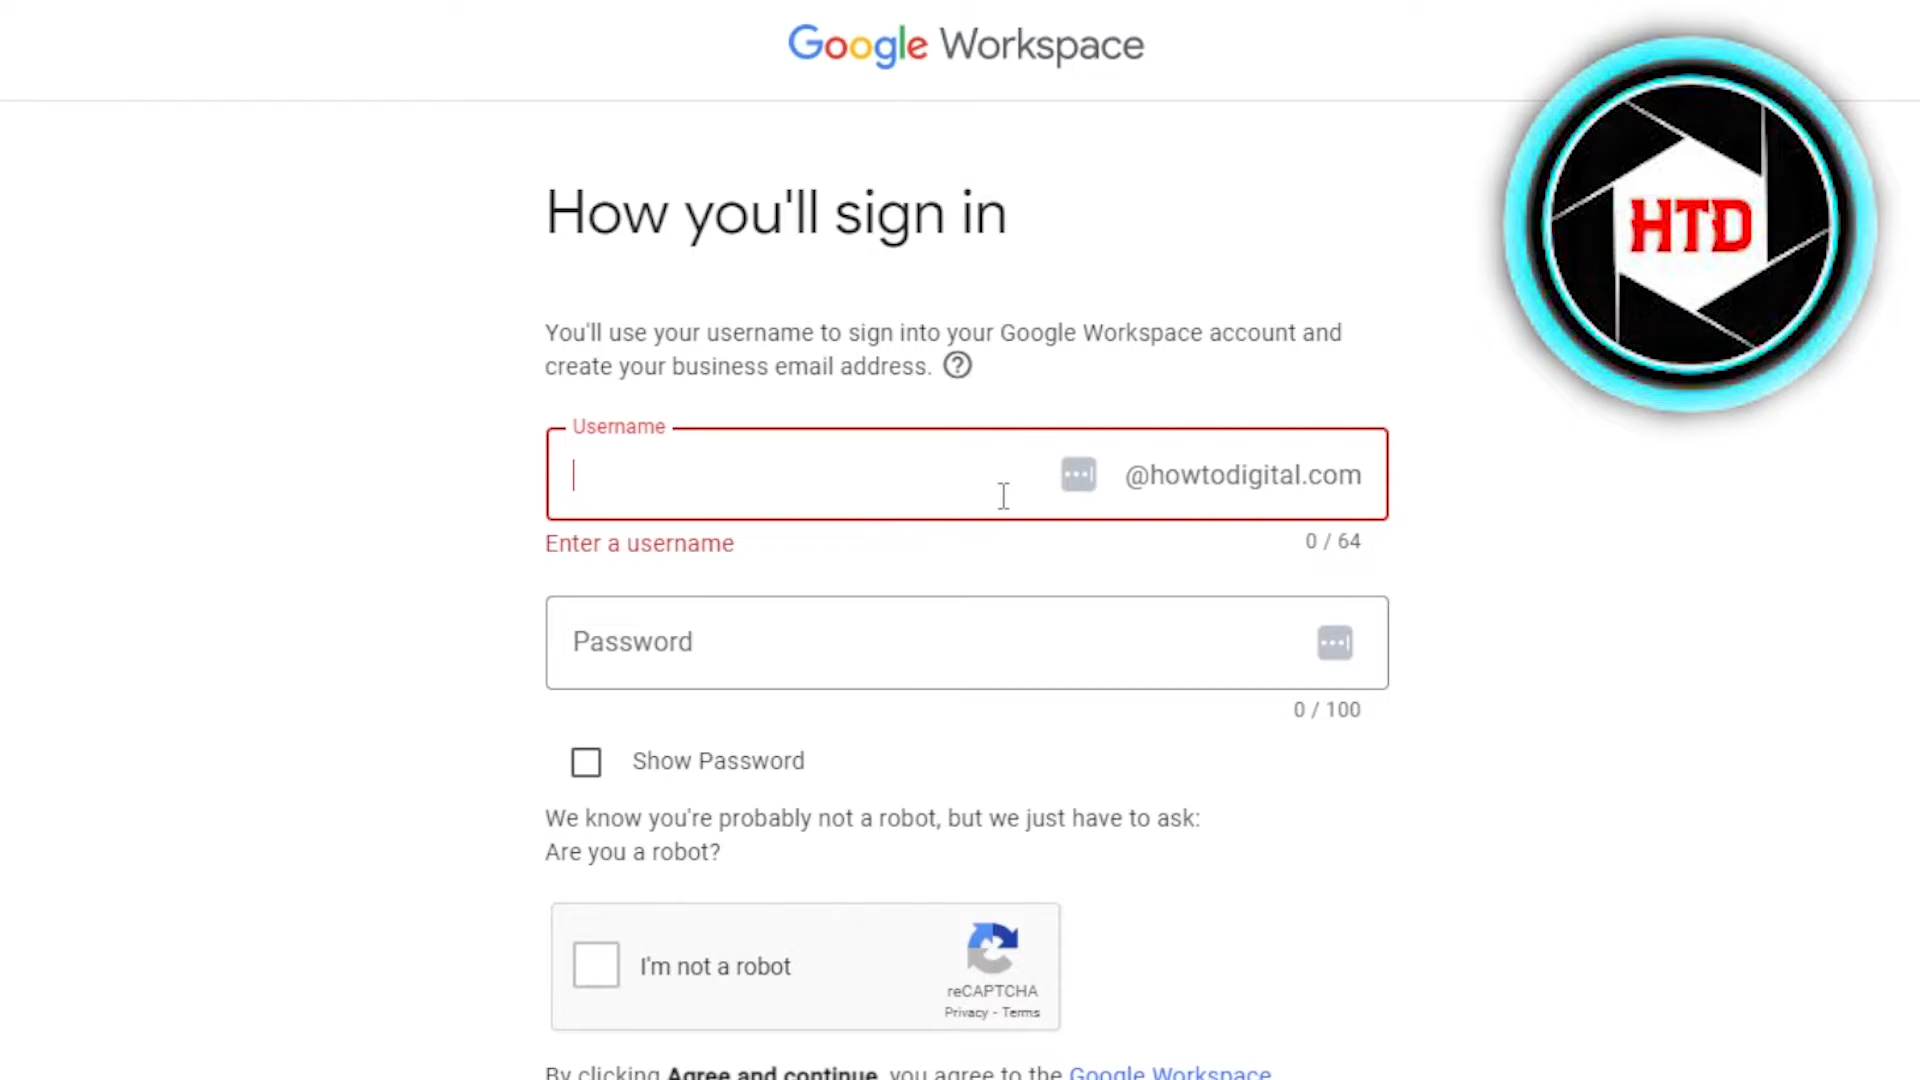 Google Workspace
HTD
How you'll sign in
You'll use your username to sign into your Google Workspace account and
create your business email address. ?
Username
@howtodigital.com
Enter a username
0 / 64
Password
0 / 100
Show Password
We know you're probably not a robot, but we just have to ask:
Are you a robot?
I'm not a robot
reCAPTCHA
Privacy - Terms
By clicking Agree and continue, you agree to the Google Workspace